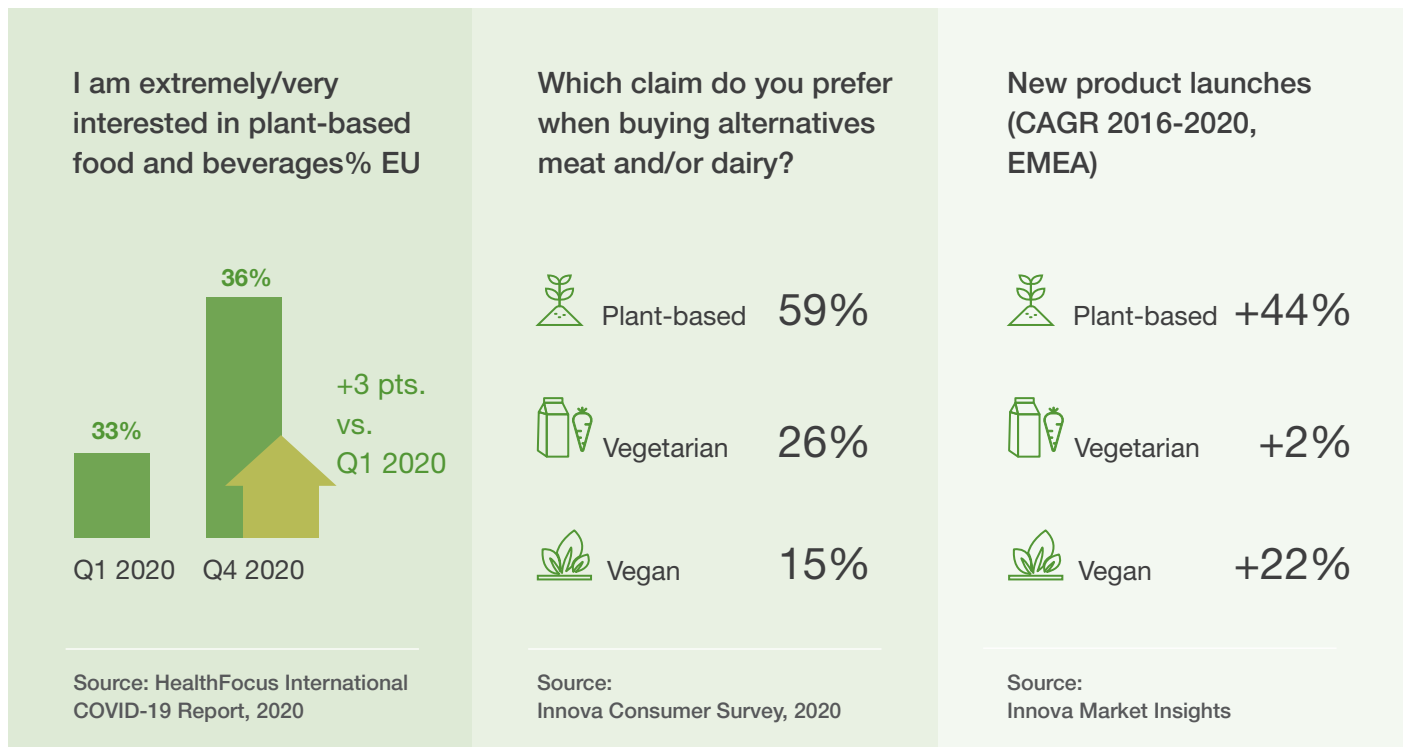 I am extremely/very
interested in plant-based
food and beverages% EU
36%
33%
+3 pts.
vs.
Q1 2020
Q1 2020 Q4 2020
Source: HealthFocus International
COVID-19 Report, 2020
Which claim do you prefer
when buying alternatives
meat and/or dairy?
Plant-based 59%
Vegetarian 26%
Vegan 15%
Source:
Innova Consumer Survey, 2020
New product launches
(CAGR 2016-2020,
EMEA)
Plant-based +44%
Vegetarian +2%
Vegan +22%
Source:
Innova Market Insights